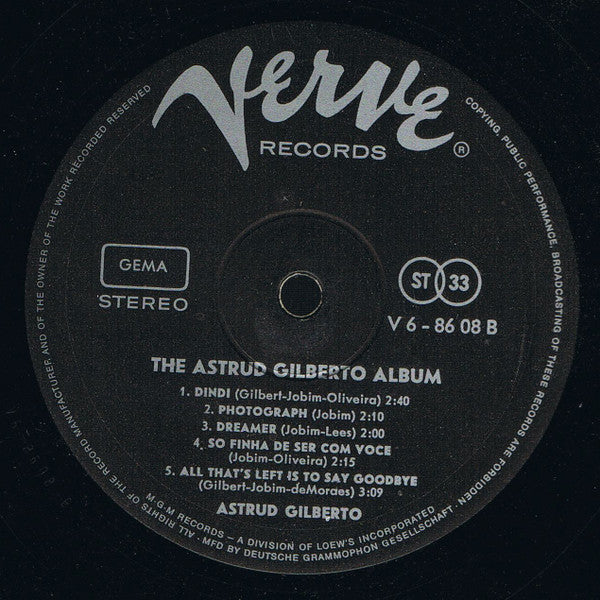 Verve
RECORDS ®
GEMA
STEREO
ST 33
V 6 - 86 08 B
THE ASTRUD GILBERTO ALBUM
1. DINDI (Gilbert-Jobim-Oliveira) 2:40
2. PHOTOGRAPH (Jobim) 2:10
3. DREAMER (Jobim-Lees) 2:00
4. SO FINHA DE SER COM VOCE
(Jobim-Oliveira) 2:15
5. ALL THAT'S LEFT IS TO SAY GOODBYE
(Gilbert-Jobim-deMoraes) 3:09
ASTRUD GILBERTO
M.G.M RECORDS – A DIVISION OF LOEW'S INCORPORATED
· ALL RIGHTS OF THE RECORD MANUFACTURER AND OF THE OWNER OF THE WORK RECORDED RESERVED
COPYING, PUBLIC PERFORMANCE, BROADCASTING OF THESE RECORDS ARE FORBIDDEN
· MFD BY DEUTSCHE GRAMMOPHON GESELLSCHAFT ·